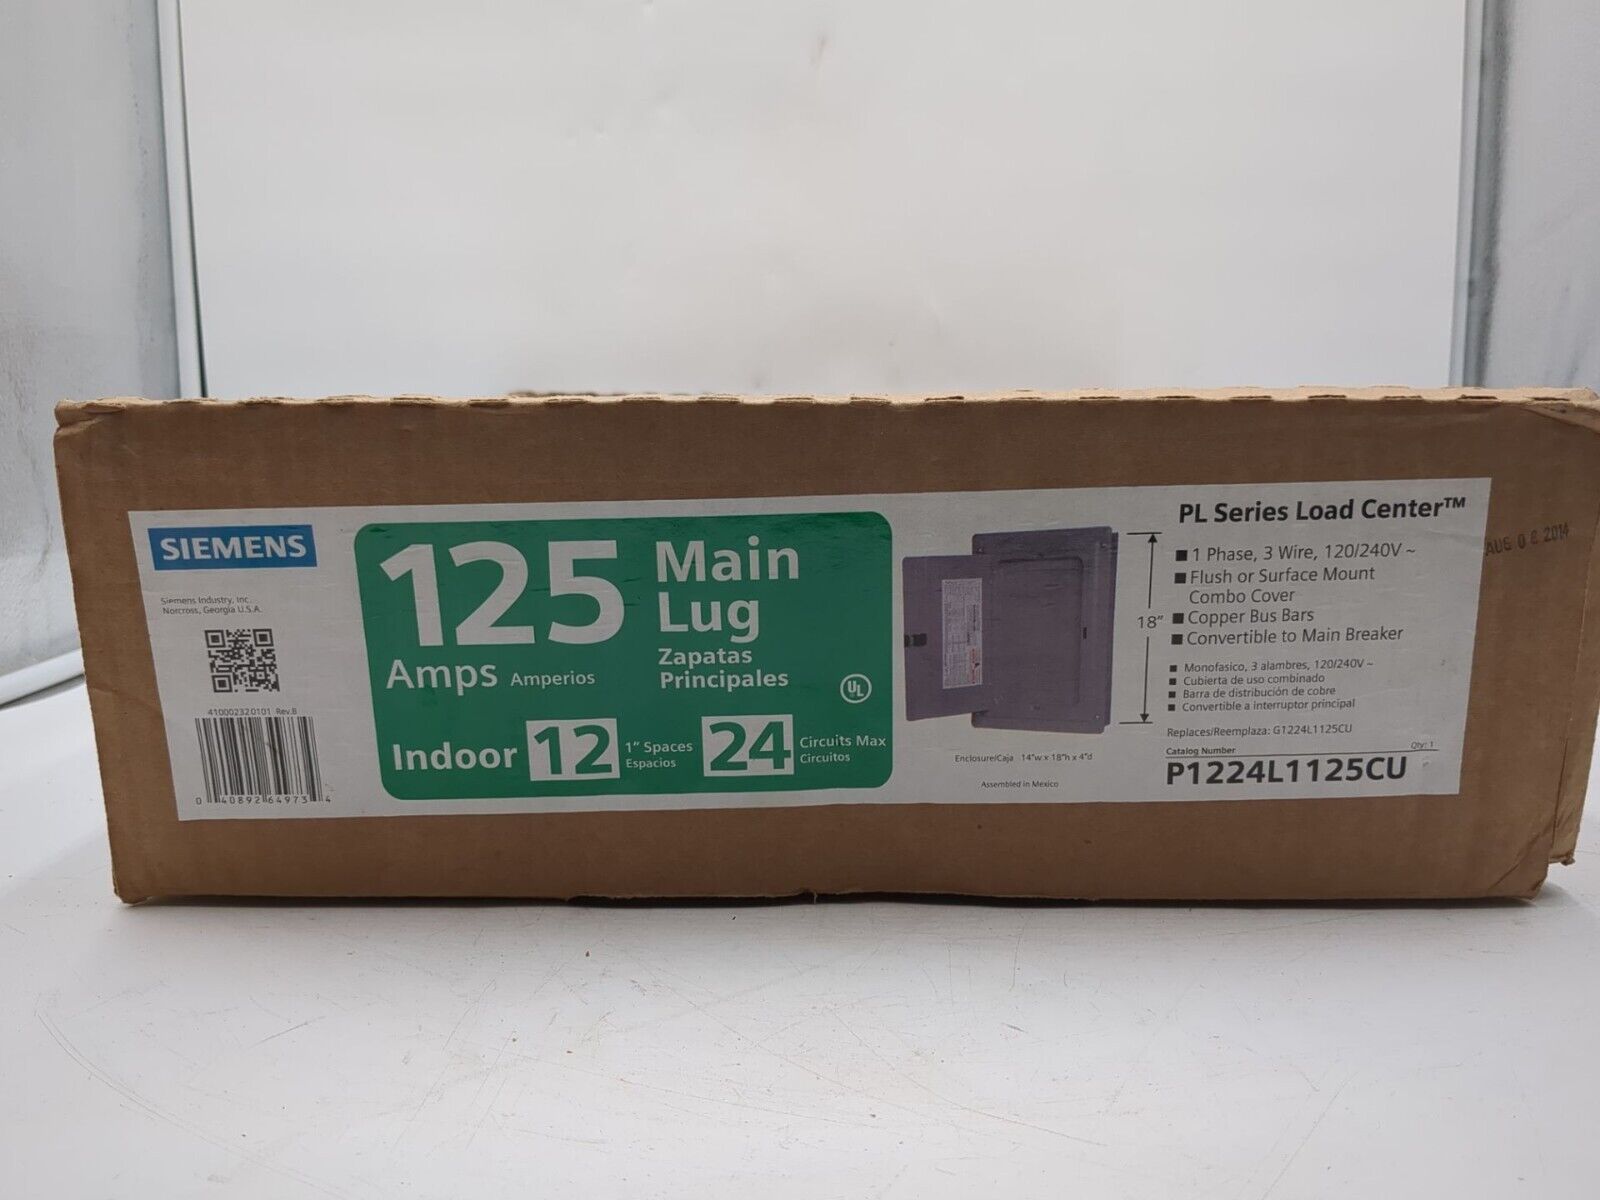 SIEMENS
Siemens Industry, Inc.
Norcross, Georgia U.S.A.
410002320101 Rev.B
0 40892 64973 4
125
Amps Amperios
Main
Lug
Zapatas
Principales
UL
Indoor 12 1" Spaces
Espacios
24 Circuits Max
Circuitos
18"
Enclosure/Caja 14"w x 18"h x 4"d
Assembled in Mexico
PL Series Load Center™
■ 1 Phase, 3 Wire, 120/240V ~
■ Flush or Surface Mount
Combo Cover
■ Copper Bus Bars
■ Convertible to Main Breaker
■ Monofasico, 3 alambres, 120/240V ~
■ Cubierta de uso combinado
■ Barra de distribución de cobre
■ Convertible a interruptor principal
Replaces/Reemplaza: G1224L1125CU
Catalog Number Qty: 1
P1224L1125CU
AUG 08 2014